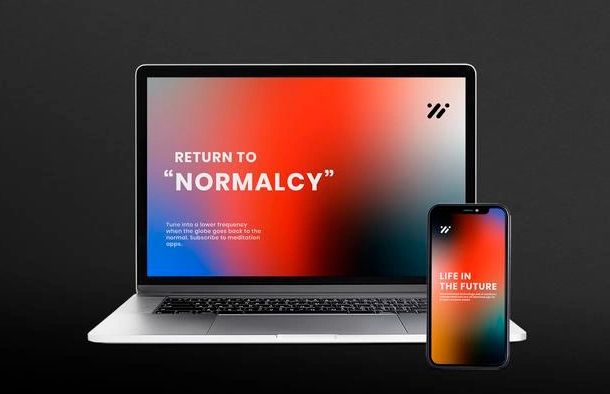 RETURN TO
“NORMALCY”
Tune into a lower frequency
when the globe goes back to the
normal. Subscribe to meditation
apps.
LIFE IN
THE FUTURE